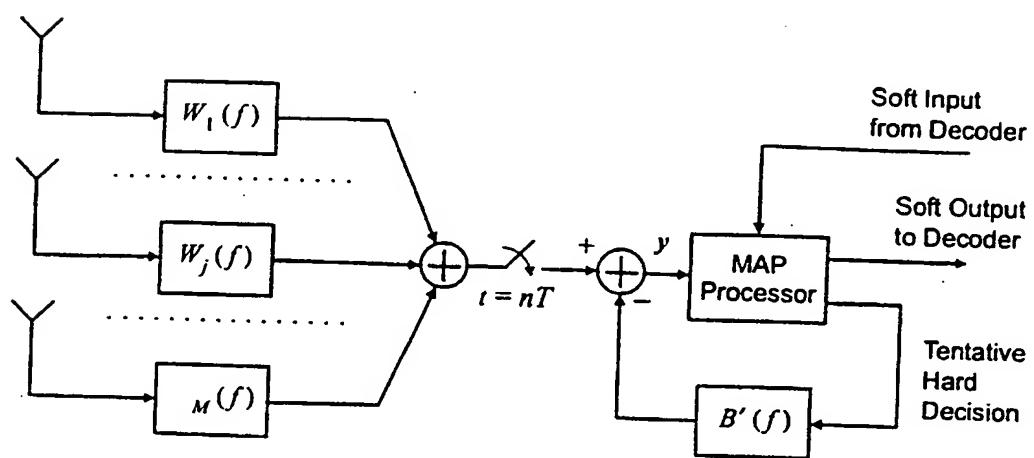 W₁(f)
Wⱼ(f)
M(f)
t = nT
+
−
y
MAP
Processor
Soft Input
from Decoder
Soft Output
to Decoder
Tentative
Hard
Decision
B′(f)